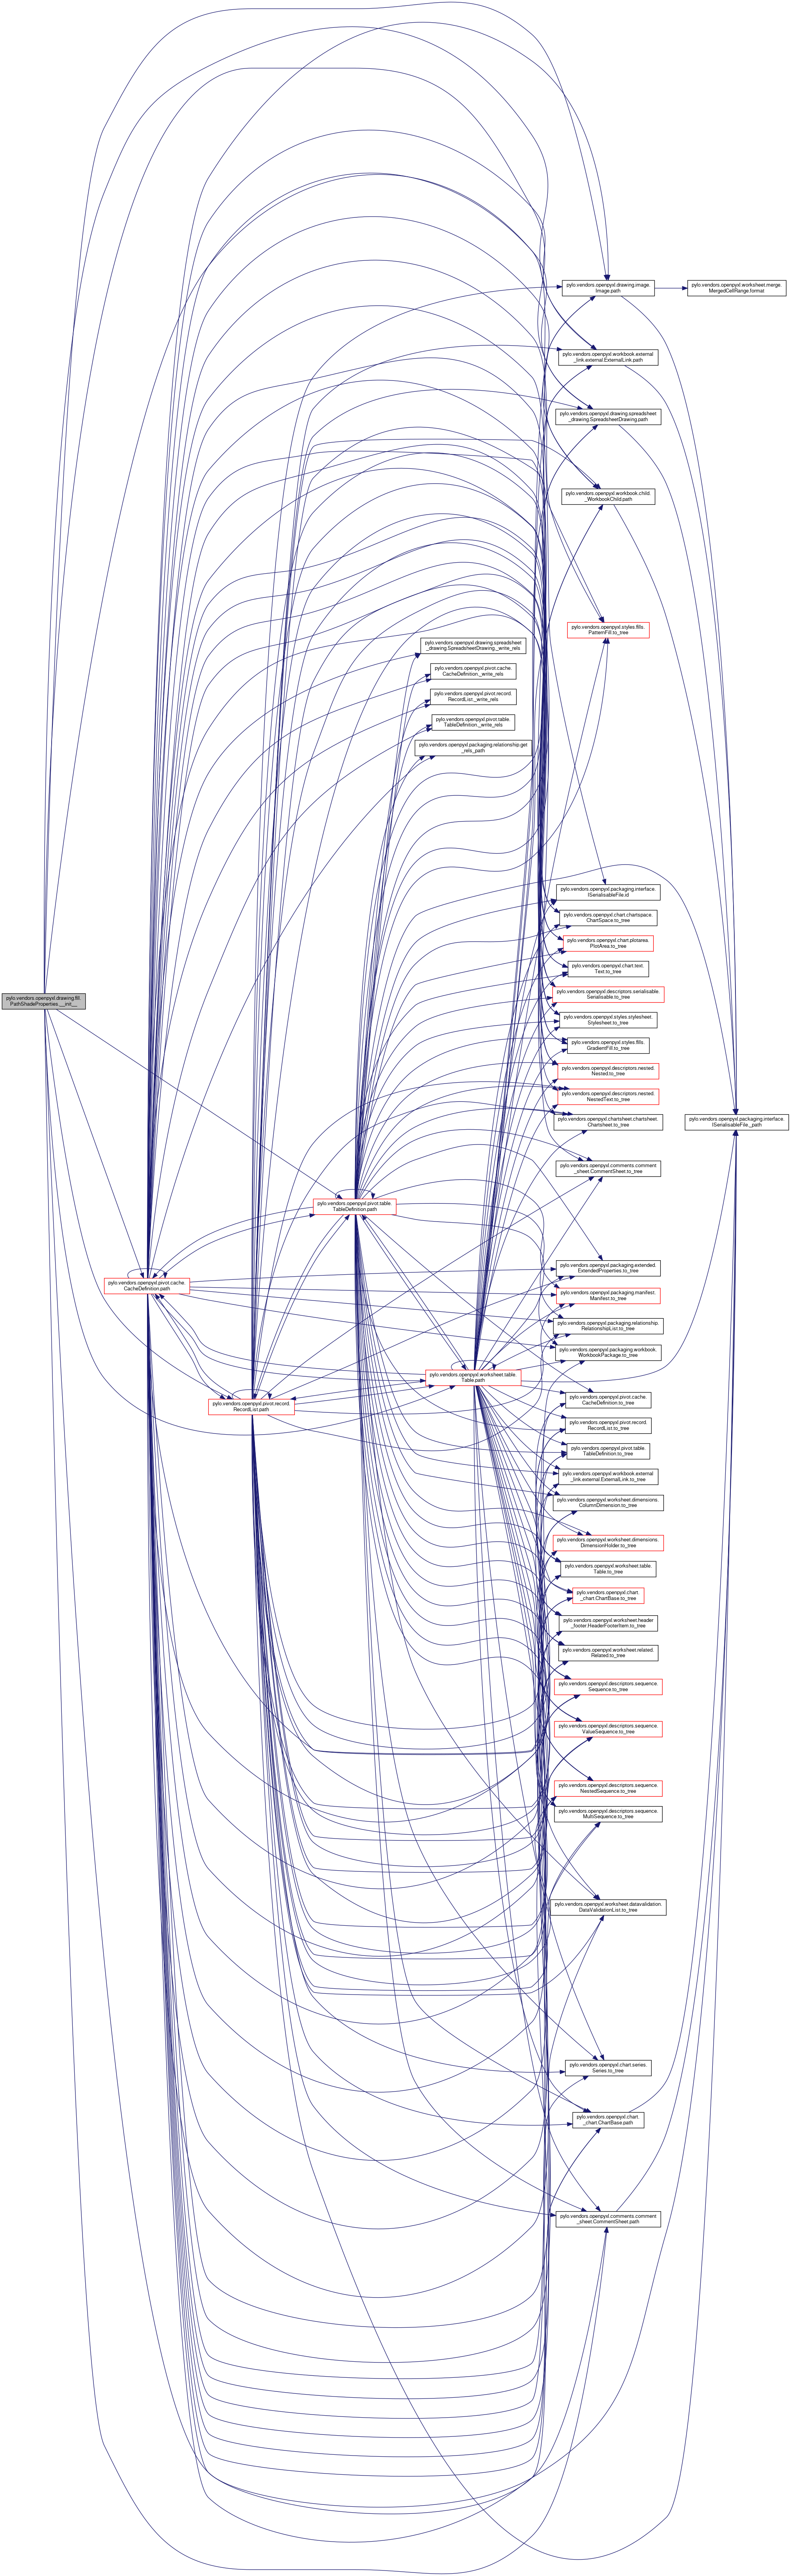 pylo.vendors.openpyxl.drawing.image.
Image.path
pylo.vendors.openpyxl.worksheet.merge.
MergedCellRange.format
pylo.vendors.openpyxl.workbook.external
_link.external.ExternalLink.path
pylo.vendors.openpyxl.drawing.spreadsheet
_drawing.SpreadsheetDrawing.path
pylo.vendors.openpyxl.workbook.child.
_WorkbookChild.path
pylo.vendors.openpyxl.styles.fills.
PatternFill.to_tree
pylo.vendors.openpyxl.drawing.spreadsheet
_drawing.SpreadsheetDrawing._write_rels
pylo.vendors.openpyxl.pivot.cache.
CacheDefinition._write_rels
pylo.vendors.openpyxl.pivot.record.
RecordList._write_rels
pylo.vendors.openpyxl.pivot.table.
TableDefinition._write_rels
pylo.vendors.openpyxl.packaging.relationship.get
_rels_path
pylo.vendors.openpyxl.packaging.interface.
ISerialisableFile.id
pylo.vendors.openpyxl.chart.chartspace.
ChartSpace.to_tree
pylo.vendors.openpyxl.chart.plotarea.
PlotArea.to_tree
pylo.vendors.openpyxl.chart.text.
Text.to_tree
pylo.vendors.openpyxl.descriptors.serialisable.
Serialisable.to_tree
pylo.vendors.openpyxl.drawing.fill.
PathShadeProperties.__init__
pylo.vendors.openpyxl.styles.stylesheet.
Stylesheet.to_tree
pylo.vendors.openpyxl.styles.fills.
GradientFill.to_tree
pylo.vendors.openpyxl.descriptors.nested.
Nested.to_tree
pylo.vendors.openpyxl.descriptors.nested.
NestedText.to_tree
pylo.vendors.openpyxl.chartsheet.chartsheet.
Chartsheet.to_tree
pylo.vendors.openpyxl.packaging.interface.
ISerialisableFile._path
pylo.vendors.openpyxl.comments.comment
_sheet.CommentSheet.to_tree
pylo.vendors.openpyxl.pivot.table.
TableDefinition.path
pylo.vendors.openpyxl.packaging.extended.
ExtendedProperties.to_tree
pylo.vendors.openpyxl.pivot.cache.
CacheDefinition.path
pylo.vendors.openpyxl.packaging.manifest.
Manifest.to_tree
pylo.vendors.openpyxl.packaging.relationship.
RelationshipList.to_tree
pylo.vendors.openpyxl.packaging.workbook.
WorkbookPackage.to_tree
pylo.vendors.openpyxl.worksheet.table.
Table.path
pylo.vendors.openpyxl.pivot.cache.
CacheDefinition.to_tree
pylo.vendors.openpyxl.pivot.record.
RecordList.path
pylo.vendors.openpyxl.pivot.record.
RecordList.to_tree
pylo.vendors.openpyxl.pivot.table.
TableDefinition.to_tree
pylo.vendors.openpyxl.workbook.external
_link.external.ExternalLink.to_tree
pylo.vendors.openpyxl.worksheet.dimensions.
ColumnDimension.to_tree
pylo.vendors.openpyxl.worksheet.dimensions.
DimensionHolder.to_tree
pylo.vendors.openpyxl.worksheet.table.
Table.to_tree
pylo.vendors.openpyxl.chart.
_chart.ChartBase.to_tree
pylo.vendors.openpyxl.worksheet.header
_footer.HeaderFooterItem.to_tree
pylo.vendors.openpyxl.worksheet.related.
Related.to_tree
pylo.vendors.openpyxl.descriptors.sequence.
Sequence.to_tree
pylo.vendors.openpyxl.descriptors.sequence.
ValueSequence.to_tree
pylo.vendors.openpyxl.descriptors.sequence.
NestedSequence.to_tree
pylo.vendors.openpyxl.descriptors.sequence.
MultiSequence.to_tree
pylo.vendors.openpyxl.worksheet.datavalidation.
DataValidationList.to_tree
pylo.vendors.openpyxl.chart.series.
Series.to_tree
pylo.vendors.openpyxl.chart.
_chart.ChartBase.path
pylo.vendors.openpyxl.comments.comment
_sheet.CommentSheet.path